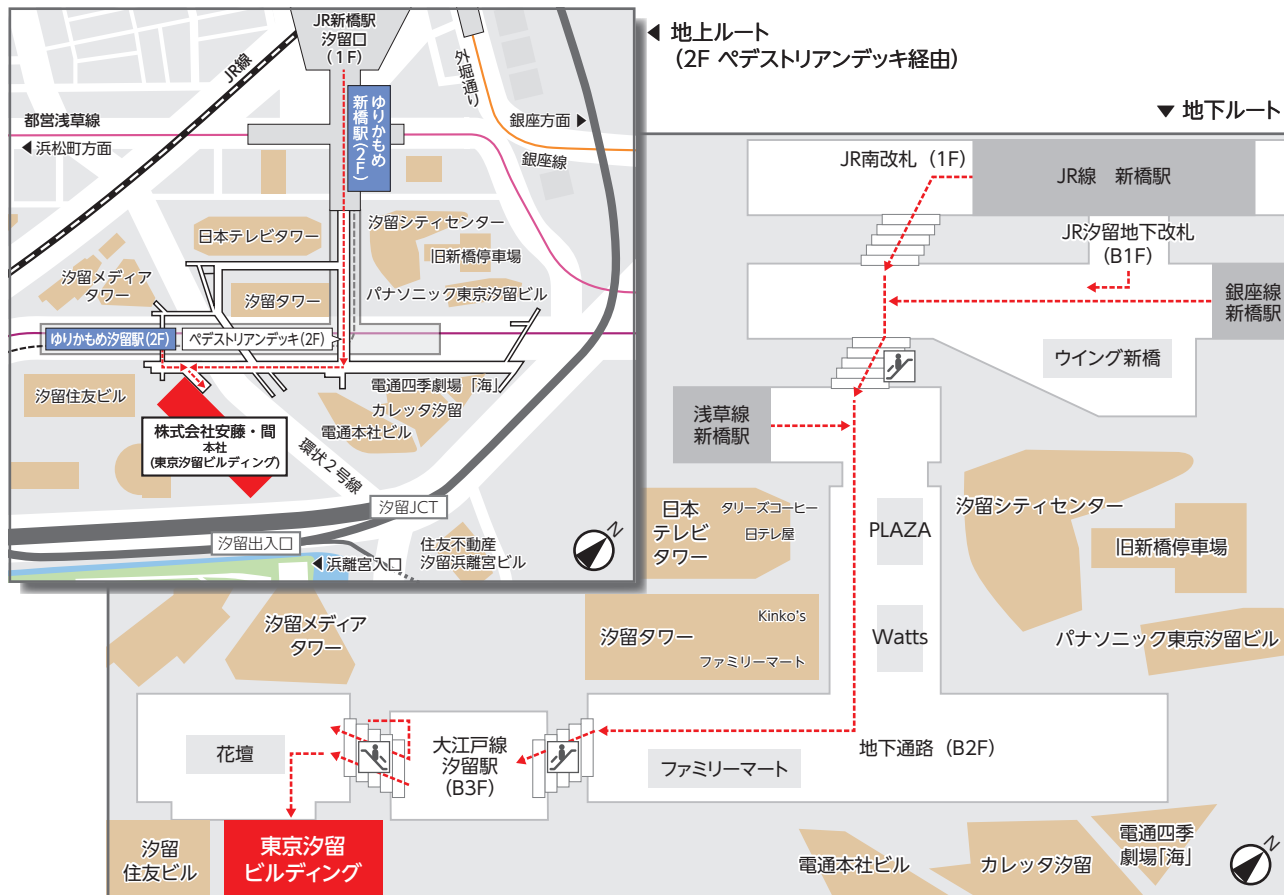 JR新橋駅
汐留口
（1F）
JR線
外堀通り
ゆりかもめ
新橋駅（2F）
都営浅草線
◀浜松町方面
銀座方面▶
銀座線
日本テレビタワー
汐留シティセンター
旧新橋停車場
汐留メディア
タワー
汐留タワー
パナソニック東京汐留ビル
ゆりかもめ汐留駅（2F）
ペデストリアンデッキ（2F）
汐留住友ビル
電通四季劇場「海」
カレッタ汐留
電通本社ビル
株式会社安藤・間
本社
（東京汐留ビルディング）
環状２号線
汐留JCT
汐留出入口
◀浜離宮入口
住友不動産
汐留浜離宮ビル
N
◀ 地上ルート
（2F ペデストリアンデッキ経由）
▼ 地下ルート
JR南改札（1F）
JR線　新橋駅
JR汐留地下改札
（B1F）
銀座線
新橋駅
ウイング新橋
浅草線
新橋駅
日本
テレビ
タワー
タリーズコーヒー
日テレ屋
PLAZA
汐留シティセンター
旧新橋停車場
汐留メディア
タワー
汐留タワー
Kinko's
ファミリーマート
Watts
パナソニック東京汐留ビル
花壇
大江戸線
汐留駅
（B3F）
ファミリーマート
地下通路（B2F）
汐留
住友ビル
東京汐留
ビルディング
電通本社ビル
カレッタ汐留
電通四季
劇場「海」
N